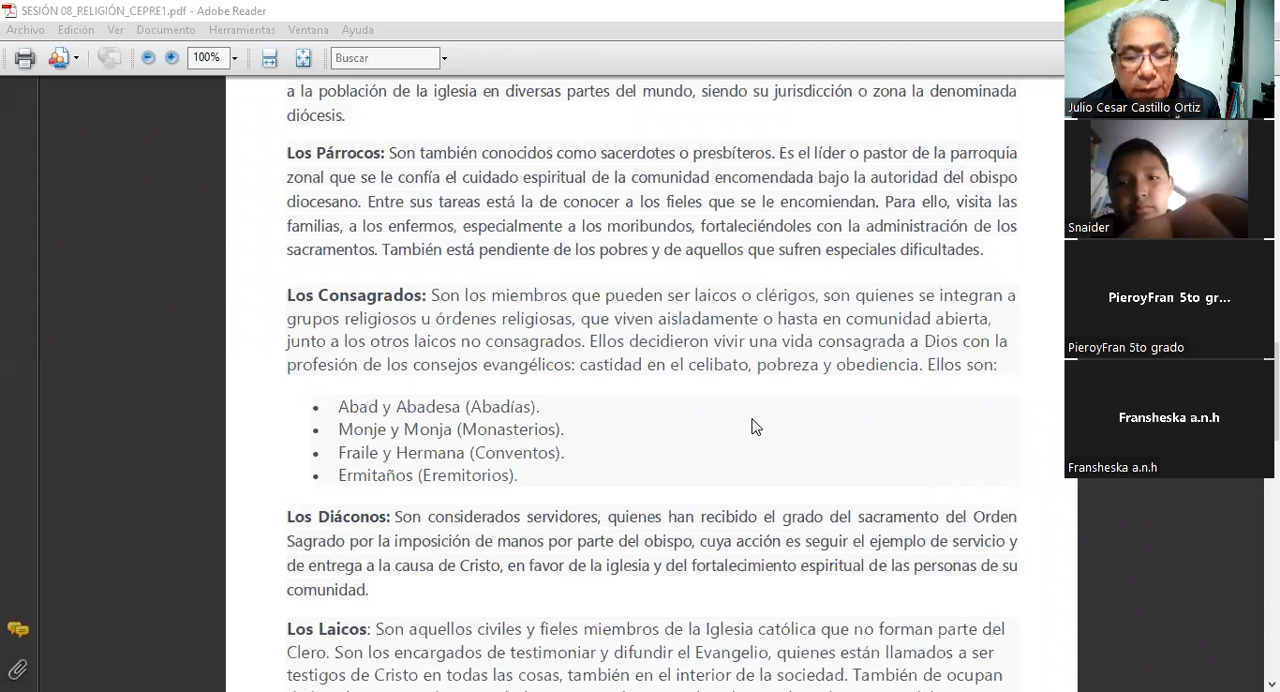 SESIÓN 08_RELIGIÓN_CEPRE1.pdf - Adobe Reader
Archivo Edición Ver Documento Herramientas Ventana Ayuda
100%
Buscar
a la población de la iglesia en diversas partes del mundo, siendo su jurisdicción o zona la denominada
diócesis.
Los Párrocos: Son también conocidos como sacerdotes o presbíteros. Es el líder o pastor de la parroquia
zonal que se le confía el cuidado espiritual de la comunidad encomendada bajo la autoridad del obispo
diocesano. Entre sus tareas está la de conocer a los fieles que se le encomiendan. Para ello, visita las
familias, a los enfermos, especialmente a los moribundos, fortaleciéndoles con la administración de los
sacramentos. También está pendiente de los pobres y de aquellos que sufren especiales dificultades.
Los Consagrados: Son los miembros que pueden ser laicos o clérigos, son quienes se integran a
grupos religiosos u órdenes religiosas, que viven aisladamente o hasta en comunidad abierta,
junto a los otros laicos no consagrados. Ellos decidieron vivir una vida consagrada a Dios con la
profesión de los consejos evangélicos: castidad en el celibato, pobreza y obediencia. Ellos son:
• Abad y Abadesa (Abadías).
• Monje y Monja (Monasterios).
• Fraile y Hermana (Conventos).
• Ermitaños (Eremitorios).
Los Diáconos: Son considerados servidores, quienes han recibido el grado del sacramento del Orden
Sagrado por la imposición de manos por parte del obispo, cuya acción es seguir el ejemplo de servicio y
de entrega a la causa de Cristo, en favor de la iglesia y del fortalecimiento espiritual de las personas de su
comunidad.
Los Laicos: Son aquellos civiles y fieles miembros de la Iglesia católica que no forman parte del
Clero. Son los encargados de testimoniar y difundir el Evangelio, quienes están llamados a ser
testigos de Cristo en todas las cosas, también en el interior de la sociedad. También de ocupan
Julio Cesar Castillo Ortiz
Snaider
PieroyFran 5to gr...
PieroyFran 5to grado
Fransheska a.n.h
Fransheska a.n.h